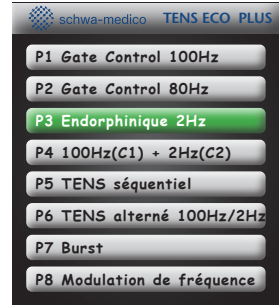 schwa-medico TENS ECO PLUS
P1 Gate Control 100Hz
P2 Gate Control 80Hz
P3 Endorphinique 2Hz
P4 100Hz(C1) + 2Hz(C2)
P5 TENS séquentiel
P6 TENS alterné 100Hz/2Hz
P7 Burst
P8 Modulation de fréquence